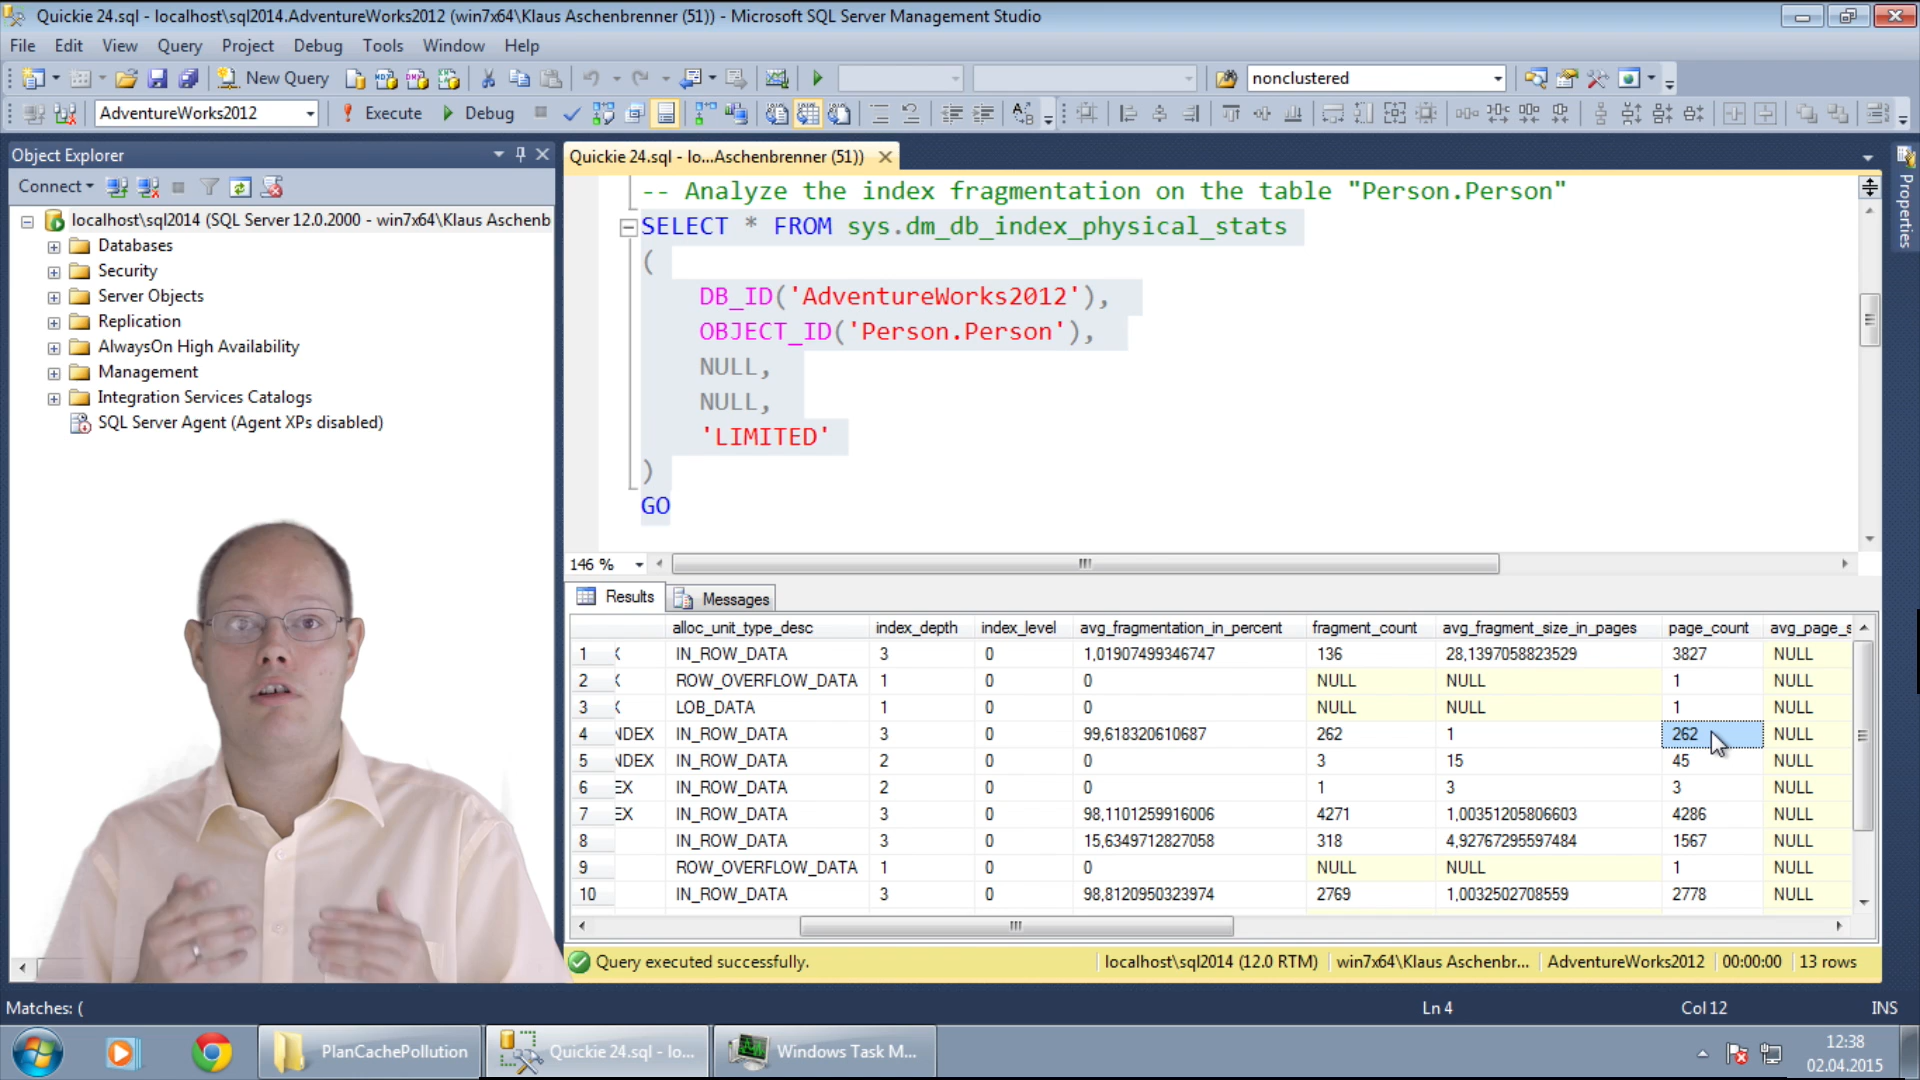 Quickie 24.sql - localhost\sql2014.AdventureWorks2012 (win7x64\Klaus Aschenbrenner (51)) - Microsoft SQL Server Management Studio
File Edit View Query Project Debug Tools Window Help
New Query nonclustered
AdventureWorks2012 Execute Debug
Object Explorer
Quickie 24.sql - lo...Aschenbrenner (51))
Properties
Connect
localhost\sql2014 (SQL Server 12.0.2000 - win7x64\Klaus Aschenb
Databases
Security
Server Objects
Replication
AlwaysOn High Availability
Management
Integration Services Catalogs
SQL Server Agent (Agent XPs disabled)
-- Analyze the index fragmentation on the table "Person.Person"
SELECT * FROM sys.dm_db_index_physical_stats
(
DB_ID('AdventureWorks2012'),
OBJECT_ID('Person.Person'),
NULL,
NULL,
'LIMITED'
)
GO
146 %
Results Messages
alloc_unit_type_desc index_depth index_level avg_fragmentation_in_percent fragment_count avg_fragment_size_in_pages page_count avg_page_s
1 X IN_ROW_DATA 3 0 1,01907499346747 136 28,1397058823529 3827 NULL
2 X ROW_OVERFLOW_DATA 1 0 0 NULL NULL 1 NULL
3 X LOB_DATA 1 0 0 NULL NULL 1 NULL
4 NDEX IN_ROW_DATA 3 0 99,618320610687 262 1 262 NULL
5 NDEX IN_ROW_DATA 2 0 0 3 15 45 NULL
6 EX IN_ROW_DATA 2 0 0 1 3 3 NULL
7 EX IN_ROW_DATA 3 0 98,1101259916006 4271 1,00351205806603 4286 NULL
8 IN_ROW_DATA 3 0 15,6349712827058 318 4,92767295597484 1567 NULL
9 ROW_OVERFLOW_DATA 1 0 0 NULL NULL 1 NULL
10 IN_ROW_DATA 3 0 98,8120950323974 2769 1,0032502708559 2778 NULL
Query executed successfully. localhost\sql2014 (12.0 RTM) win7x64\Klaus Aschenbr... AdventureWorks2012 00:00:00 13 rows
Matches: ( Ln 4 Col 12 INS
PlanCachePollution Quickie 24.sql - lo... Windows Task M... 12:38
02.04.2015